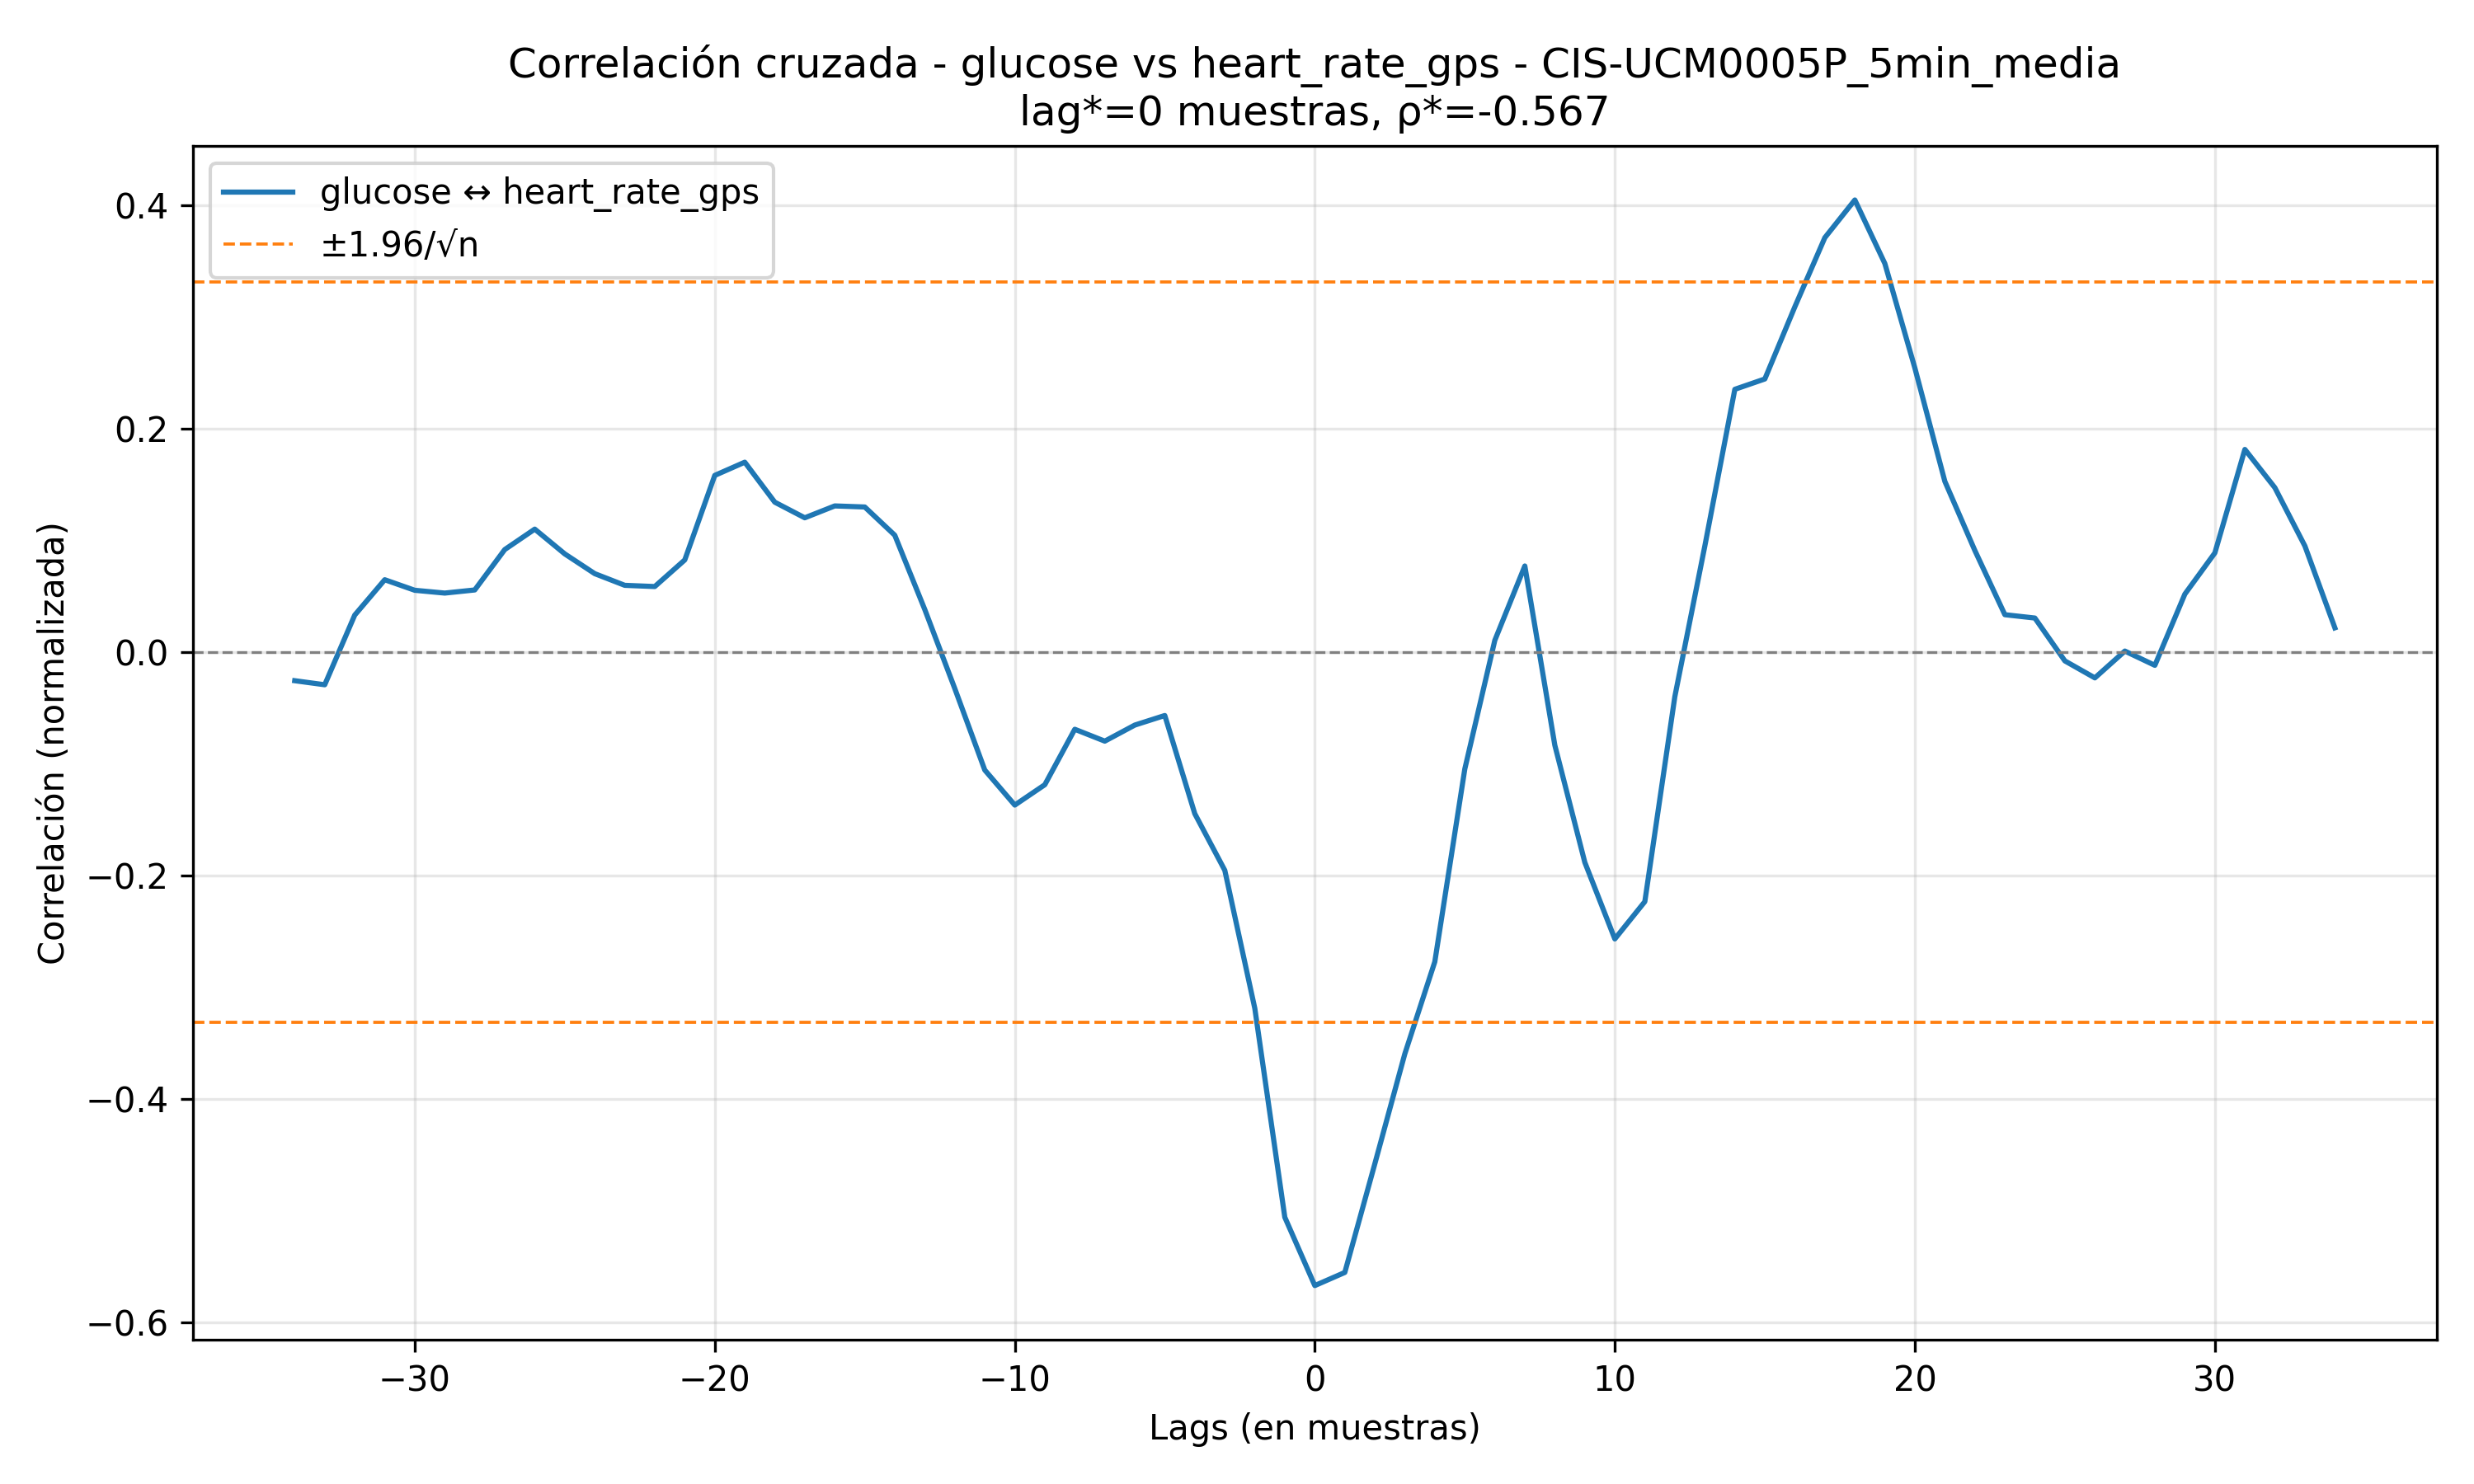 Correlación cruzada - glucose vs heart_rate_gps - CIS-UCM0005P_5min_media
lag*=0 muestras, ρ*=-0.567
glucose ↔ heart_rate_gps
±1.96/√n
Correlación (normalizada)
0.4
0.2
0.0
−0.2
−0.4
−0.6
−30
−20
−10
0
10
20
30
Lags (en muestras)